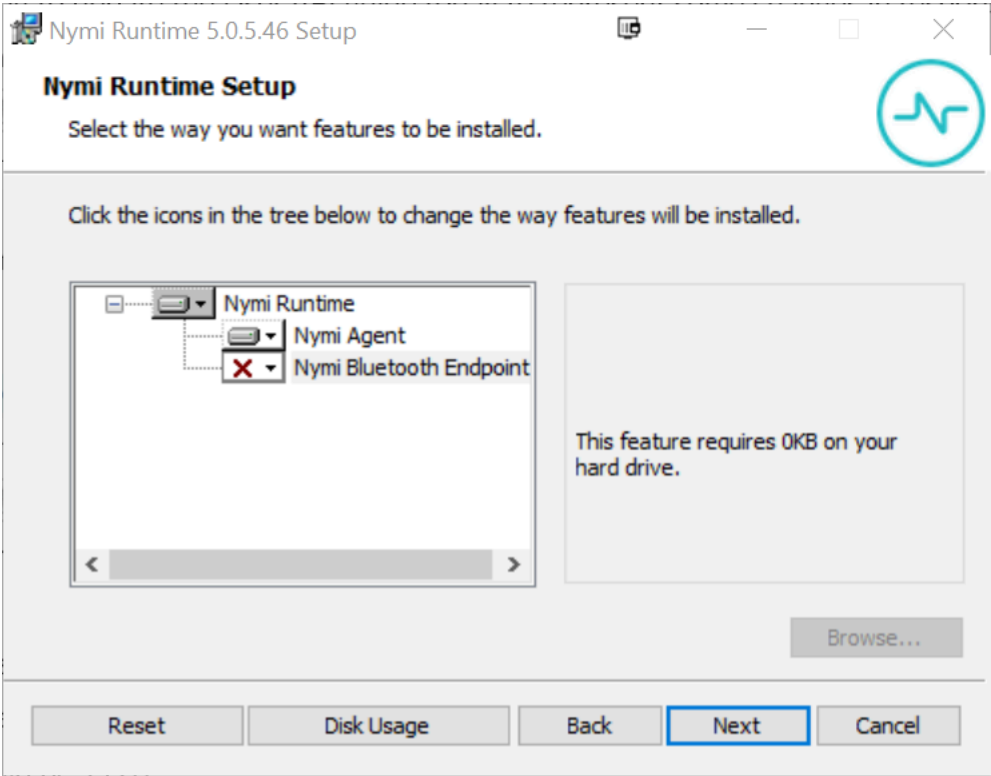 Nymi Runtime 5.0.5.46 Setup
Nymi Runtime Setup
Select the way you want features to be installed.
Click the icons in the tree below to change the way features will be installed.
Nymi Runtime
Nymi Agent
Nymi Bluetooth Endpoint
This feature requires 0KB on your
hard drive.
Browse...
Reset
Disk Usage
Back
Next
Cancel